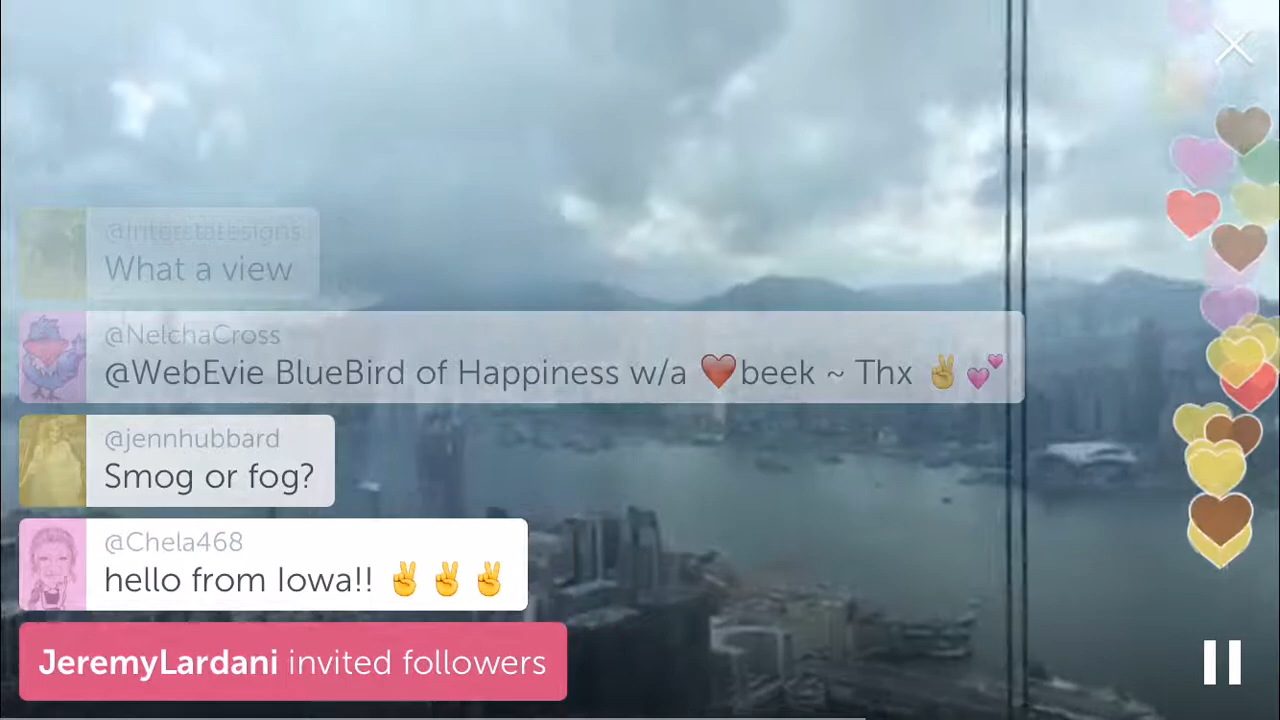 What a view
@NelchaCross
@WebEvie BlueBird of Happiness w/a ❤️beek ~ Thx ✌️💕
@jennhubbard
Smog or fog?
@Chela468
hello from Iowa!! ✌️ ✌️ ✌️
JeremyLardani invited followers